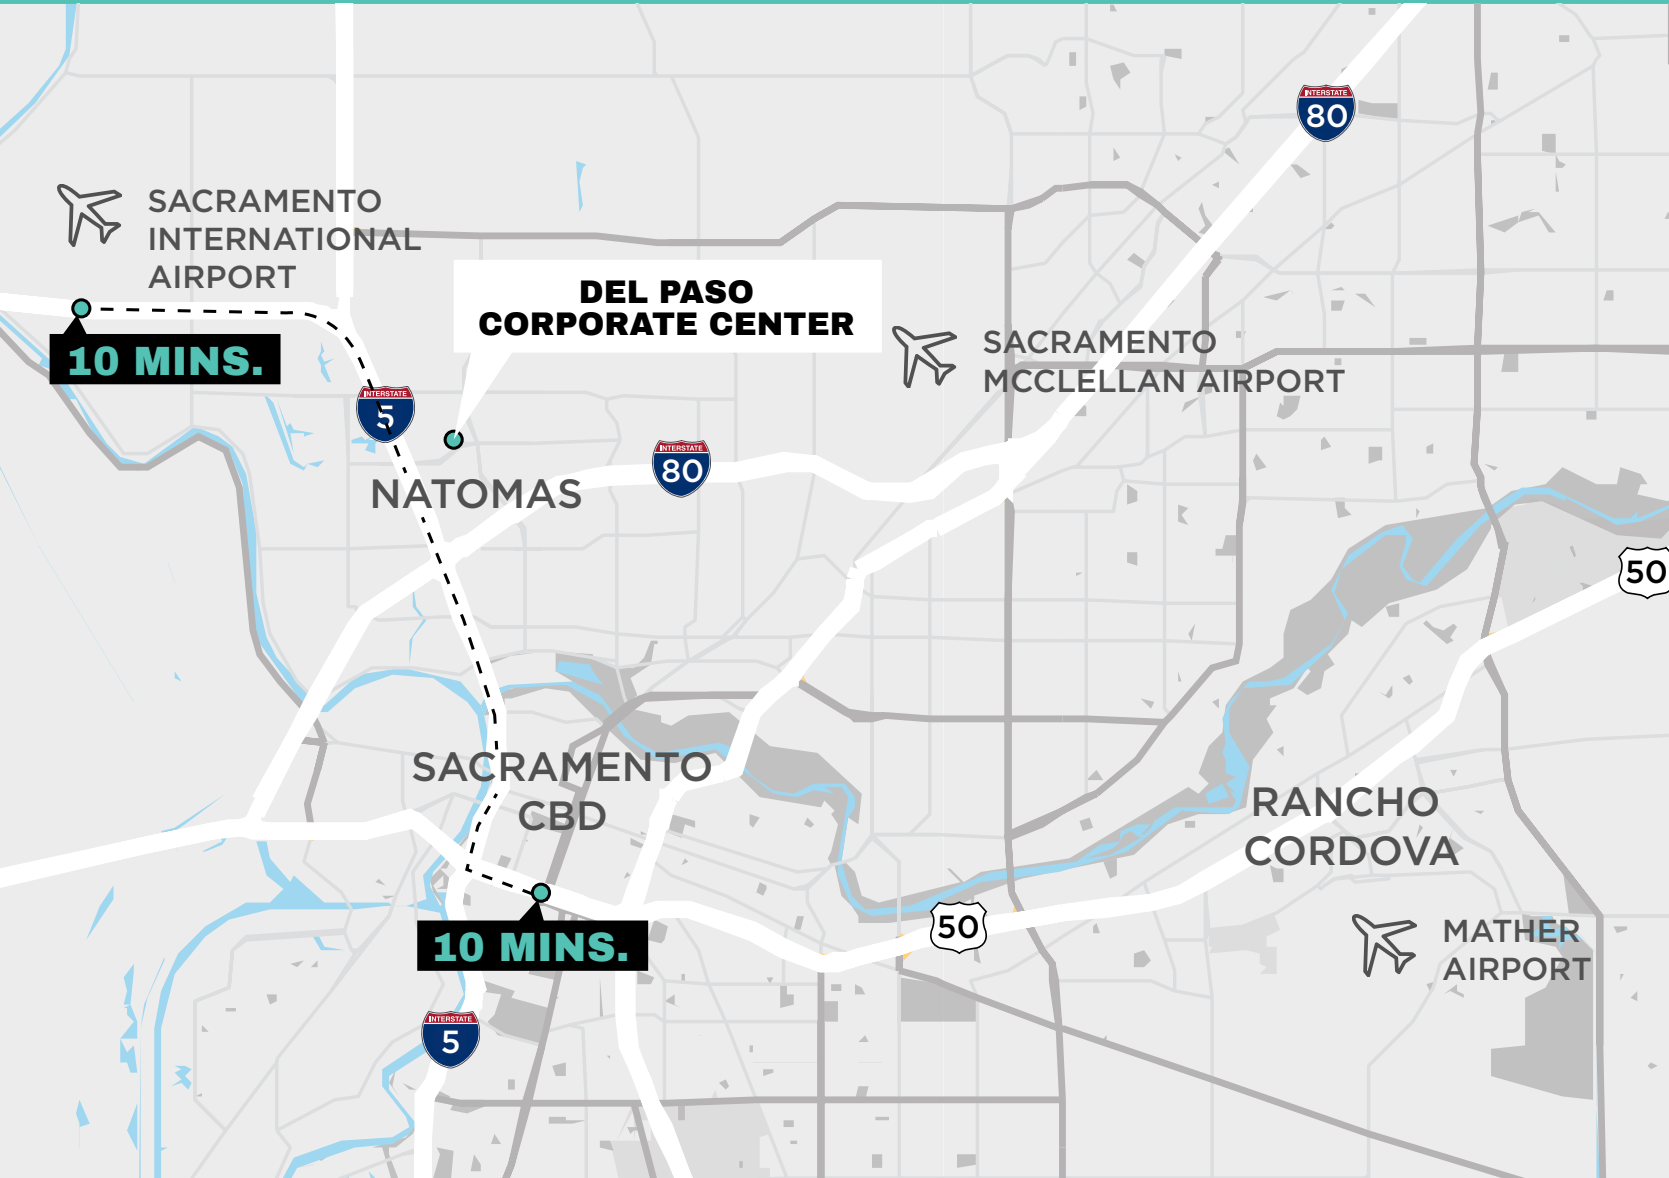 INTERSTATE
80
SACRAMENTO
INTERNATIONAL
AIRPORT
DEL PASO
CORPORATE CENTER
10 MINS.
SACRAMENTO
MCCLELLAN AIRPORT
INTERSTATE
5
INTERSTATE
80
NATOMAS
50
SACRAMENTO
CBD
RANCHO
CORDOVA
10 MINS.
50
MATHER
AIRPORT
INTERSTATE
5